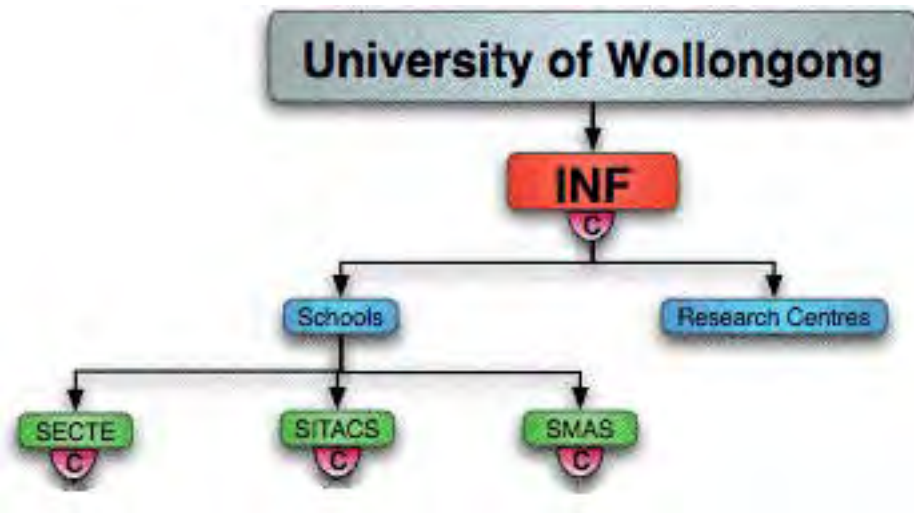 University of Wollongong
INF
C
Schools
Research Centres
SECTE
SITACS
SMAS
C
C
C